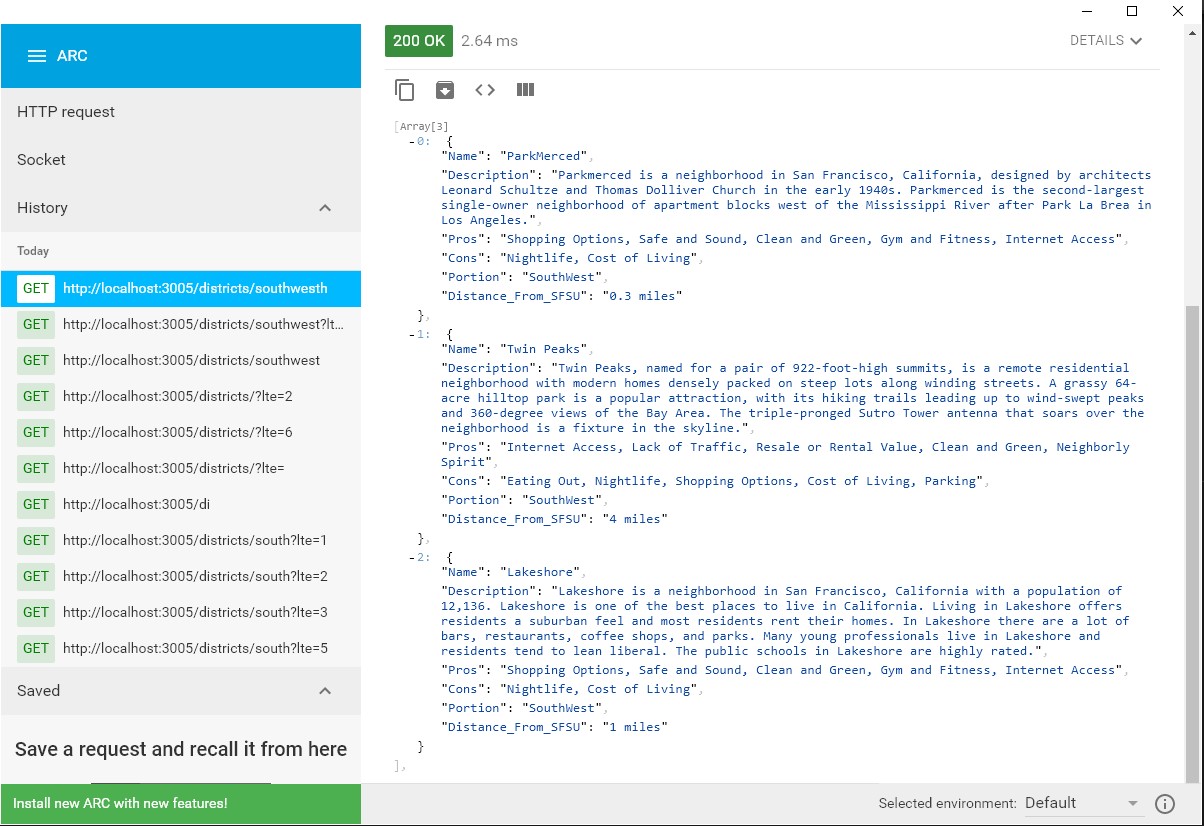 ARC
HTTP request
Socket
History
Today
GET http://localhost:3005/districts/southwesth
GET http://localhost:3005/districts/southwest?lt...
GET http://localhost:3005/districts/southwest
GET http://localhost:3005/districts/?lte=2
GET http://localhost:3005/districts/?lte=6
GET http://localhost:3005/districts/?lte=
GET http://localhost:3005/di
GET http://localhost:3005/districts/south?lte=1
GET http://localhost:3005/districts/south?lte=2
GET http://localhost:3005/districts/south?lte=3
GET http://localhost:3005/districts/south?lte=5
Saved
Save a request and recall it from here
Install new ARC with new features!
200 OK 2.64 ms
DETAILS
[Array[3]
-0: {
"Name": "ParkMerced",
"Description": "Parkmerced is a neighborhood in San Francisco, California, designed by architects
Leonard Schultze and Thomas Dolliver Church in the early 1940s. Parkmerced is the second-largest
single-owner neighborhood of apartment blocks west of the Mississippi River after Park La Brea in
Los Angeles.",
"Pros": "Shopping Options, Safe and Sound, Clean and Green, Gym and Fitness, Internet Access",
"Cons": "Nightlife, Cost of Living",
"Portion": "SouthWest",
"Distance_From_SFSU": "0.3 miles"
},
-1: {
"Name": "Twin Peaks",
"Description": "Twin Peaks, named for a pair of 922-foot-high summits, is a remote residential
neighborhood with modern homes densely packed on steep lots along winding streets. A grassy 64-
acre hilltop park is a popular attraction, with its hiking trails leading up to wind-swept peaks
and 360-degree views of the Bay Area. The triple-pronged Sutro Tower antenna that soars over the
neighborhood is a fixture in the skyline.",
"Pros": "Internet Access, Lack of Traffic, Resale or Rental Value, Clean and Green, Neighborly
Spirit",
"Cons": "Eating Out, Nightlife, Shopping Options, Cost of Living, Parking",
"Portion": "SouthWest",
"Distance_From_SFSU": "4 miles"
},
-2: {
"Name": "Lakeshore",
"Description": "Lakeshore is a neighborhood in San Francisco, California with a population of
12,136. Lakeshore is one of the best places to live in California. Living in Lakeshore offers
residents a suburban feel and most residents rent their homes. In Lakeshore there are a lot of
bars, restaurants, coffee shops, and parks. Many young professionals live in Lakeshore and
residents tend to lean liberal. The public schools in Lakeshore are highly rated.",
"Pros": "Shopping Options, Safe and Sound, Clean and Green, Gym and Fitness, Internet Access",
"Cons": "Nightlife, Cost of Living",
"Portion": "SouthWest",
"Distance_From_SFSU": "1 miles"
}
],
Selected environment: Default